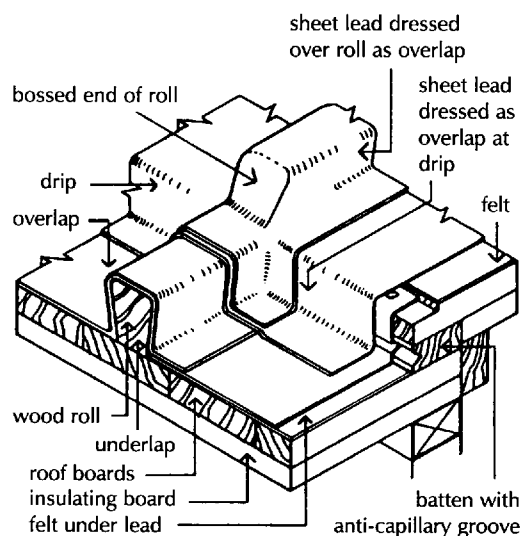 sheet lead dressed
over roll as overlap
bossed end of roll
sheet lead
dressed as
overlap at
drip
drip
felt
overlap
wood roll
underlap
roof boards
insulating board
felt under lead
batten with
anti-capillary groove